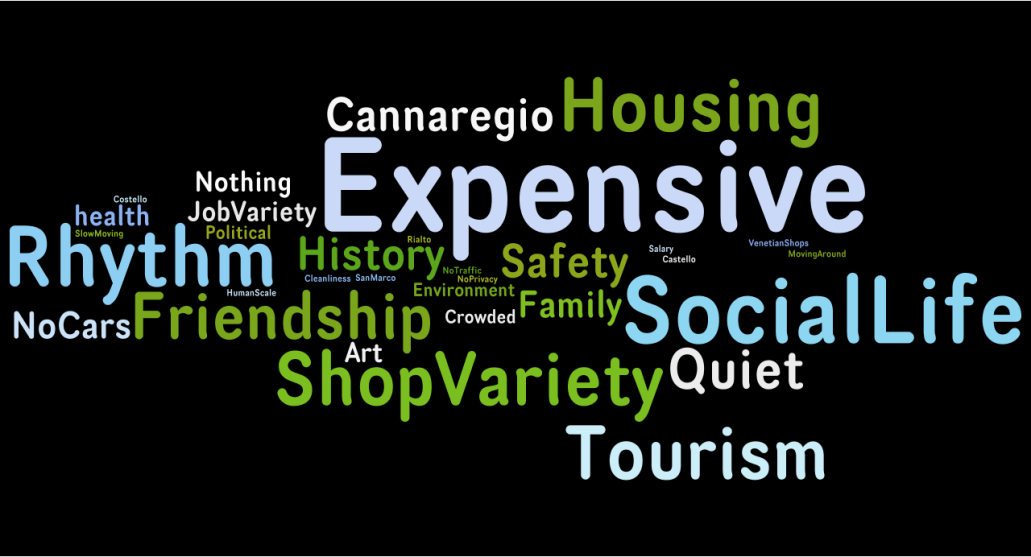 Housing
Cannaregio
Expensive
Nothing
Costello
health
JobVariety
SlowMoving
Political
Rhythm
Rialto
History
VenetianShops
Salary
MovingAround
Castello
Safety
NoTraffic
Cleanliness
SanMarco
NoPrivacy
HumanScale
Environment
Family
SocialLife
NoCars
Friendship
Crowded
Art
ShopVariety
Quiet
Tourism